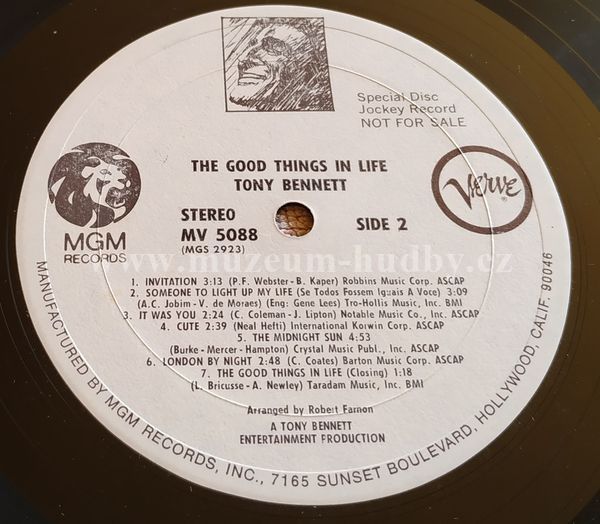 Special Disc
Jockey Record
NOT FOR SALE
THE GOOD THINGS IN LIFE
TONY BENNETT
MGM
RECORDS
Verve
STEREO
MV 5088
(MGS 2923)
SIDE 2
www.muzeum-hudby.cz
1. INVITATION 3:13 (P.F. Webster-B. Kaper) Robbins Music Corp. ASCAP
2. SOMEONE TO LIGHT UP MY LIFE (Se Todos Fossem Iguais A Voce) 3:09
(A.C. Jobim-V. de Moraes) (Eng: Gene Lees) Tro-Hollis Music, Inc. BMI
3. IT WAS YOU 2:24 (C. Coleman-J. Lipton) Notable Music Co., Inc. ASCAP
4. CUTE 2:39 (Neal Hefti) International Korwin Corp. ASCAP
5. THE MIDNIGHT SUN 4:53
(Burke-Mercer-Hampton) Crystal Music Publ., Inc. ASCAP
6. LONDON BY NIGHT 2:48 (C. Coates) Barton Music Corp. ASCAP
7. THE GOOD THINGS IN LIFE (Closing) 1:18
(L. Bricusse-A. Newley) Taradam Music, Inc. BMI
Arranged by Robert Farnon
A TONY BENNETT
ENTERTAINMENT PRODUCTION
MANUFACTURED BY MGM RECORDS, INC., 7165 SUNSET BOULEVARD, HOLLYWOOD, CALIF. 90046